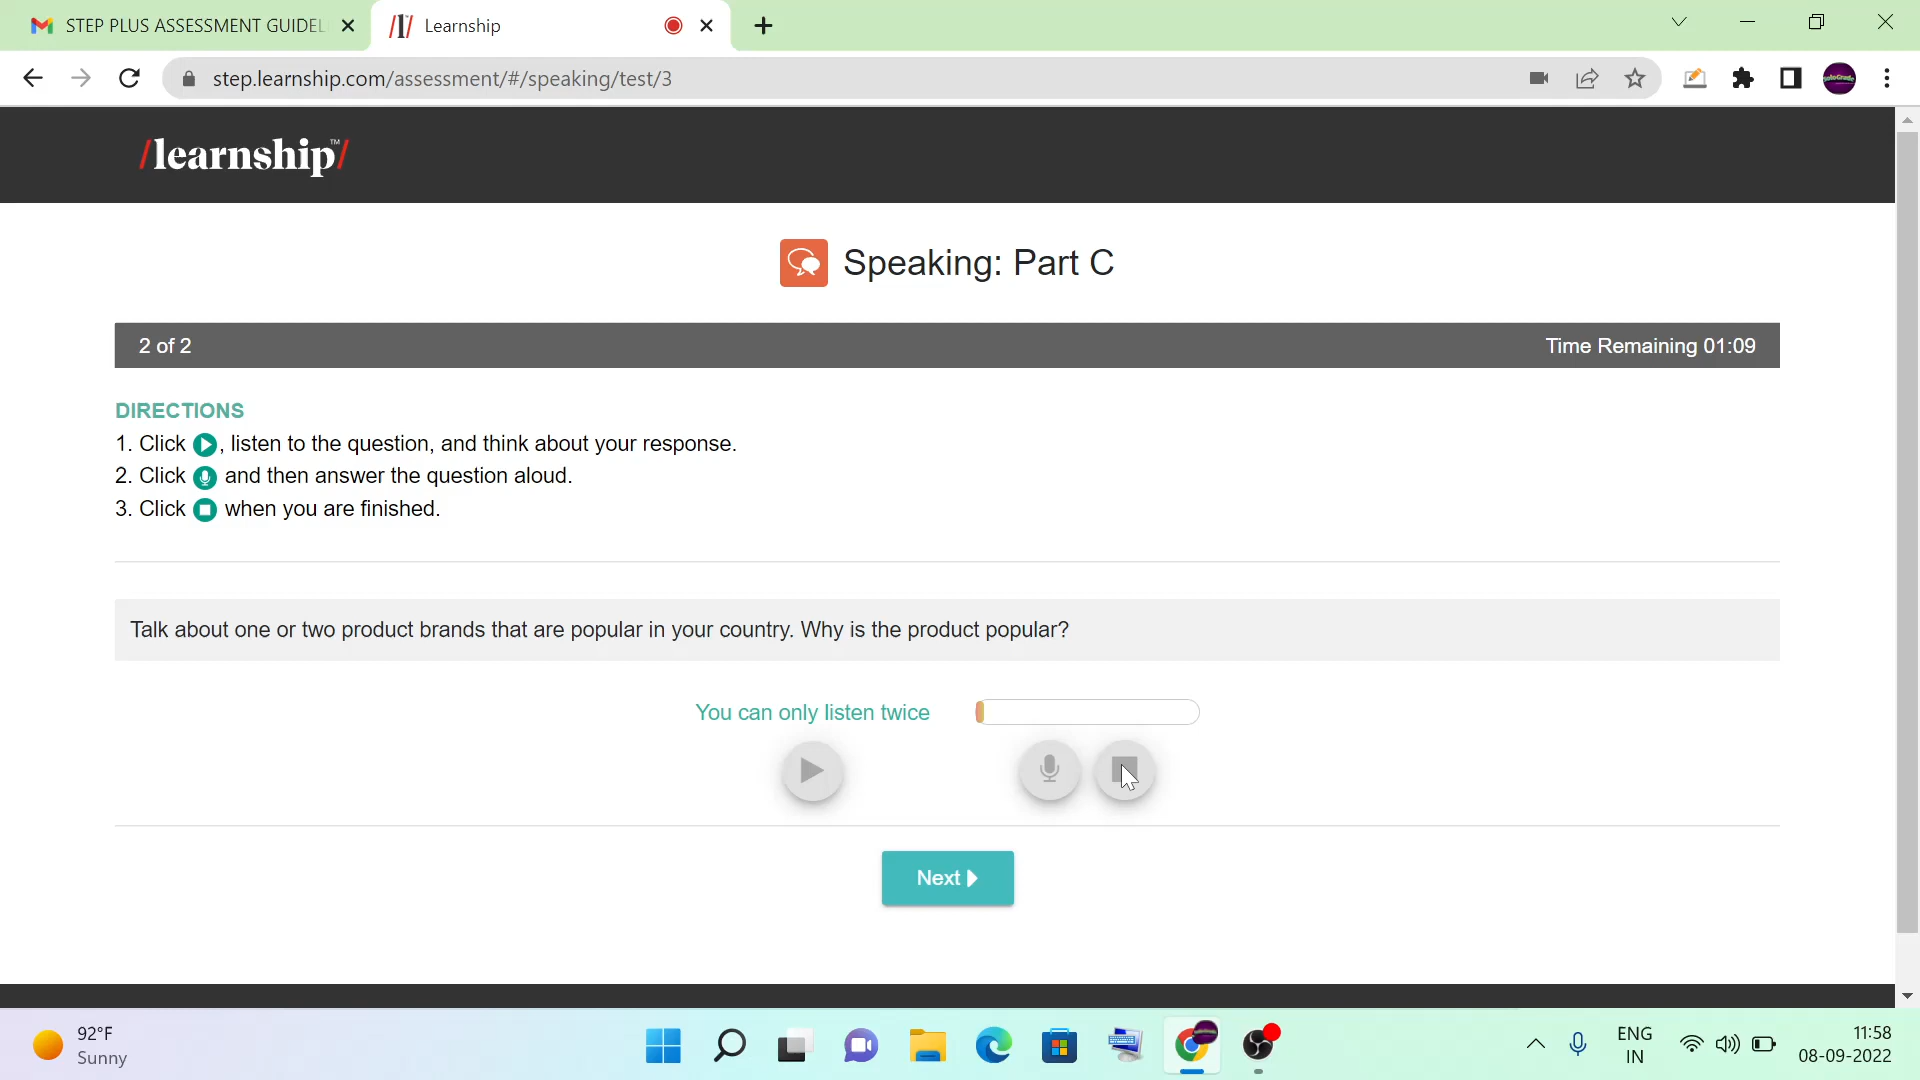 STEP PLUS ASSESSMENT GUIDEL
Learnship
step.learnship.com/assessment/#/speaking/test/3
/learnship™/
Speaking: Part C
2 of 2
Time Remaining 01:09
DIRECTIONS
1. Click , listen to the question, and think about your response.
2. Click and then answer the question aloud.
3. Click when you are finished.
Talk about one or two product brands that are popular in your country. Why is the product popular?
You can only listen twice
Next
92°F
Sunny
ENG
IN
11:58
08-09-2022